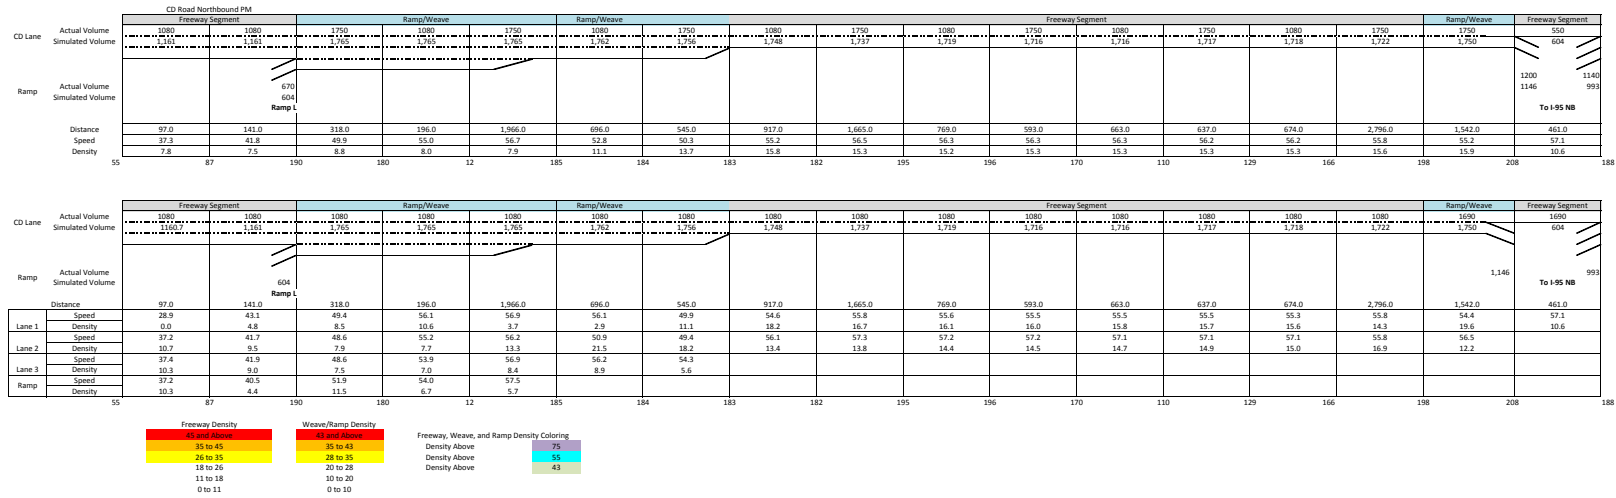 CD Road Northbound PM
Freeway Segment Ramp/Weave Ramp/Weave Freeway Segment Ramp/Weave Freeway Segment
CD Lane
Actual Volume 1080 1080 1750 1080 1750 1080 1750 1080 1750 1080 1750 1080 1750 1080 1750 1750 550
Simulated Volume 1,161 1,161 1,765 1,765 1,765 1,762 1,756 1,748 1,737 1,719 1,716 1,716 1,717 1,718 1,722 1,750 604
Ramp
Actual Volume 670 1200 1140
Simulated Volume 604 1146 993
Ramp L To I-95 NB
Distance 97.0 141.0 318.0 196.0 1,966.0 696.0 545.0 917.0 1,665.0 769.0 593.0 663.0 637.0 674.0 2,796.0 1,542.0 461.0
Speed 37.3 41.8 49.9 55.0 56.7 52.8 50.3 55.2 56.5 56.3 56.3 56.3 56.2 56.2 55.8 55.2 57.1
Density 7.8 7.5 8.8 8.0 7.9 11.1 13.7 15.8 15.3 15.2 15.3 15.3 15.3 15.3 15.6 15.9 10.6
55 87 190 180 12 185 184 183 182 195 196 170 110 129 166 198 208 188
Freeway Segment Ramp/Weave Ramp/Weave Freeway Segment Ramp/Weave Freeway Segment
CD Lane
Actual Volume 1080 1080 1080 1080 1080 1080 1080 1080 1080 1080 1080 1080 1080 1080 1080 1690 1690
Simulated Volume 1160.7 1,161 1,765 1,765 1,765 1,762 1,756 1,748 1,737 1,719 1,716 1,716 1,717 1,718 1,722 1,750 604
Ramp
Actual Volume 1,146 993
Simulated Volume 604
Ramp L To I-95 NB
Distance 97.0 141.0 318.0 196.0 1,966.0 696.0 545.0 917.0 1,665.0 769.0 593.0 663.0 637.0 674.0 2,796.0 1,542.0 461.0
Speed 28.9 43.1 49.4 56.1 56.9 56.1 49.9 54.6 55.8 55.6 55.5 55.5 55.5 55.3 55.8 54.4 57.1
Lane 1 Density 0.0 4.8 8.5 10.6 3.7 2.9 11.1 18.2 16.7 16.1 16.0 15.8 15.7 15.6 14.3 19.6 10.6
Speed 37.2 41.7 48.6 55.2 56.2 50.9 49.4 56.1 57.3 57.2 57.2 57.1 57.1 57.1 55.8 56.5
Lane 2 Density 10.7 9.5 7.9 7.7 13.3 21.5 18.2 13.4 13.8 14.4 14.5 14.7 14.9 15.0 16.9 12.2
Speed 37.4 41.9 48.6 53.9 56.9 56.2 54.3
Lane 3 Density 10.3 9.0 7.5 7.0 8.4 8.9 5.6
Ramp
Speed 37.2 40.5 51.9 54.0 57.5
Density 10.3 4.4 11.5 6.7 5.7
55 87 190 180 12 185 184 183 182 195 196 170 110 129 166 198 208 188
Freeway Density Weave/Ramp Density
45 and Above 43 and Above Freeway, Weave, and Ramp Density Coloring
35 to 45 35 to 43 Density Above 75
26 to 35 28 to 35 Density Above 55
18 to 26 20 to 28 Density Above 43
11 to 18 10 to 20
0 to 11 0 to 10